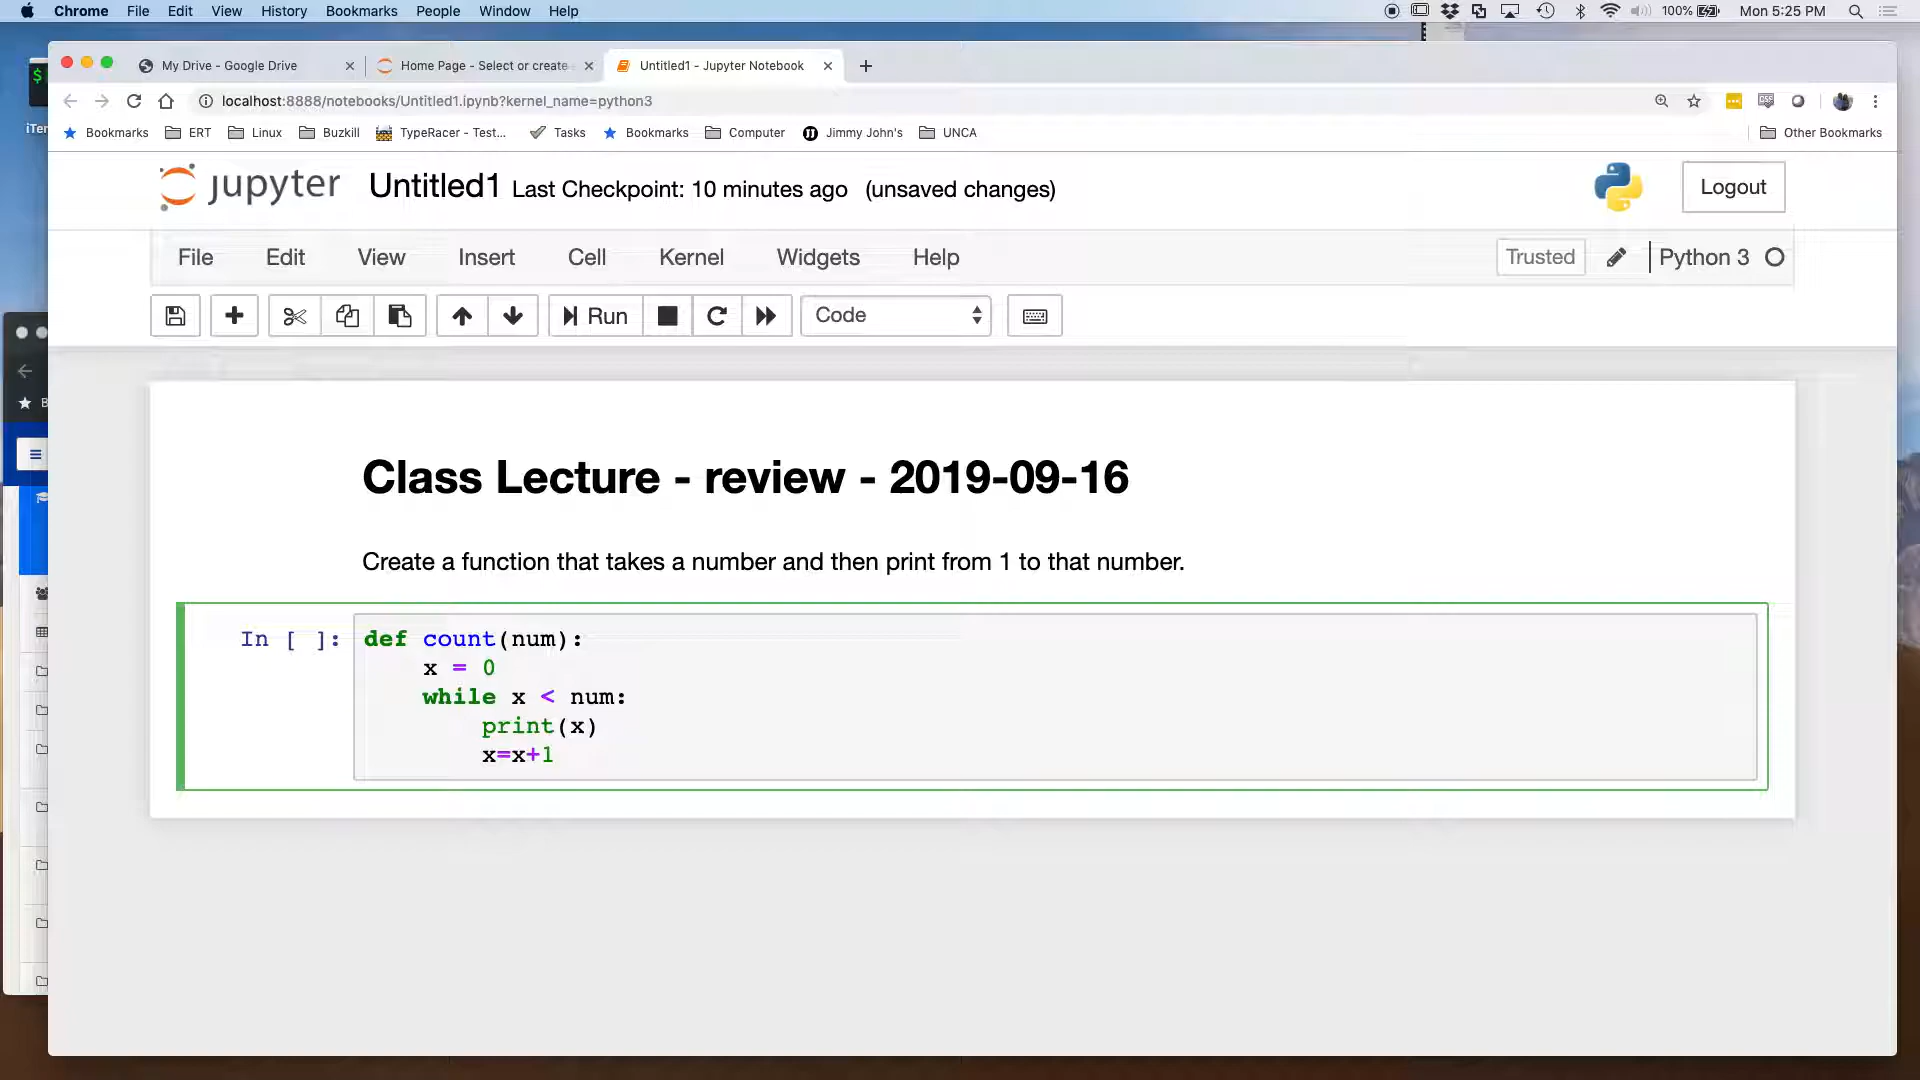 Chrome File Edit View History Bookmarks People Window Help 100% Mon 5:25 PM
My Drive - Google Drive Home Page - Select or create Untitled1 - Jupyter Notebook
localhost:8888/notebooks/Untitled1.ipynb?kernel_name=python3
Bookmarks ERT Linux Buzkill TypeRacer - Test... Tasks Bookmarks Computer Jimmy John's UNCA Other Bookmarks
jupyter Untitled1 Last Checkpoint: 10 minutes ago (unsaved changes) Logout
File Edit View Insert Cell Kernel Widgets Help Trusted Python 3
Run Code
Class Lecture - review - 2019-09-16
Create a function that takes a number and then print from 1 to that number.
In [ ]: def count(num):
x = 0
while x < num:
print(x)
x=x+1